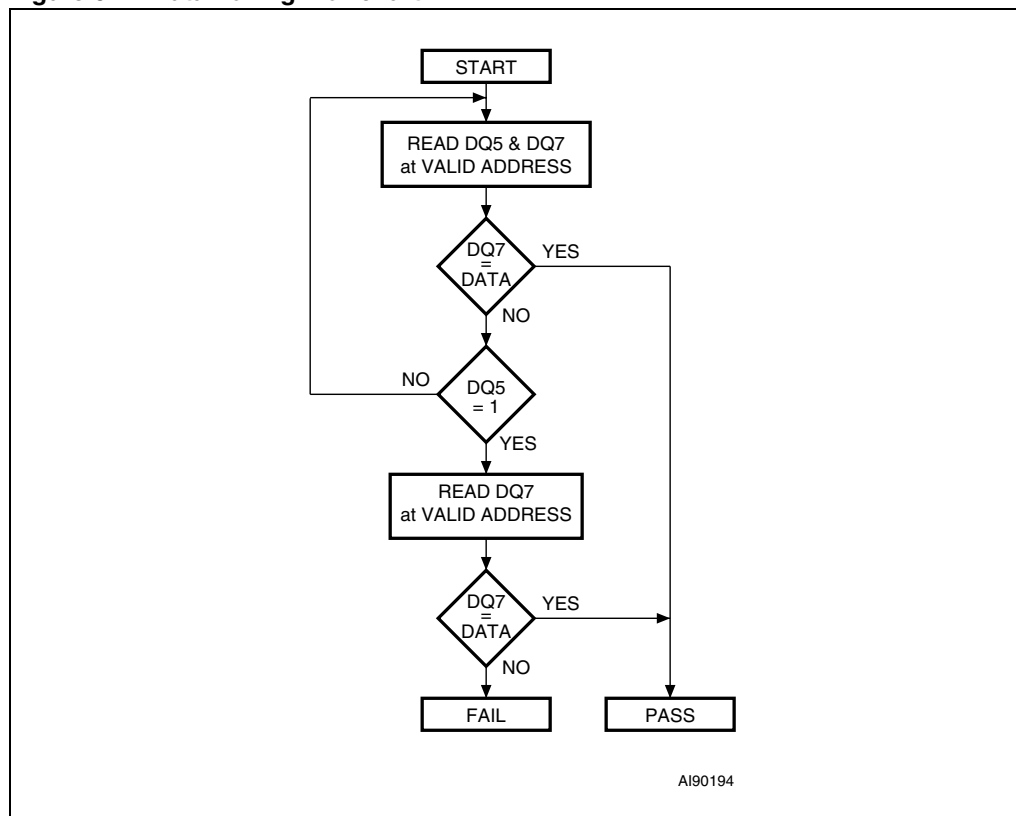 START
READ DQ5 & DQ7
at VALID ADDRESS
DQ7
=
DATA
YES
NO
NO
DQ5
= 1
YES
READ DQ7
at VALID ADDRESS
DQ7
=
DATA
YES
NO
FAIL
PASS
AI90194